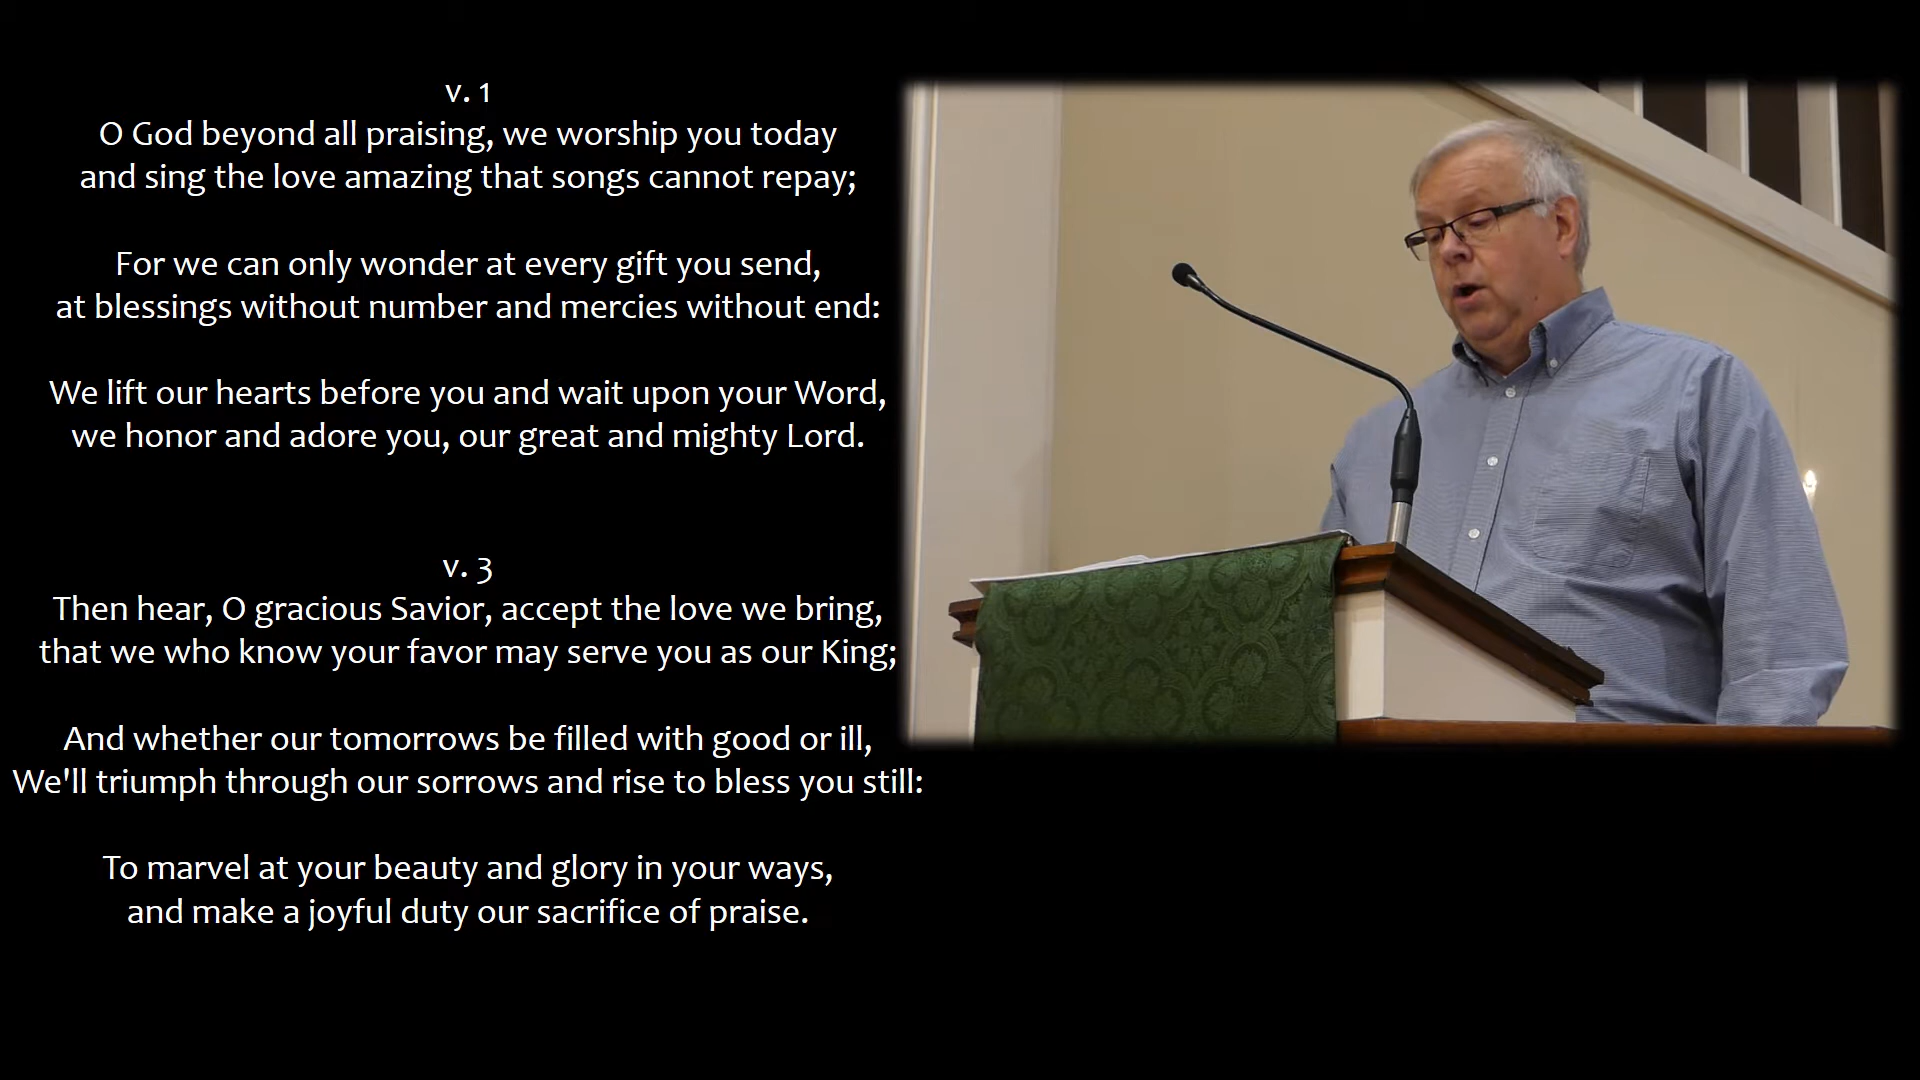 v. 1
O God beyond all praising, we worship you today
and sing the love amazing that songs cannot repay;
For we can only wonder at every gift you send,
at blessings without number and mercies without end:
We lift our hearts before you and wait upon your Word,
we honor and adore you, our great and mighty Lord.
v. 3
Then hear, O gracious Savior, accept the love we bring,
that we who know your favor may serve you as our King;
And whether our tomorrows be filled with good or ill,
We'll triumph through our sorrows and rise to bless you still:
To marvel at your beauty and glory in your ways,
and make a joyful duty our sacrifice of praise.